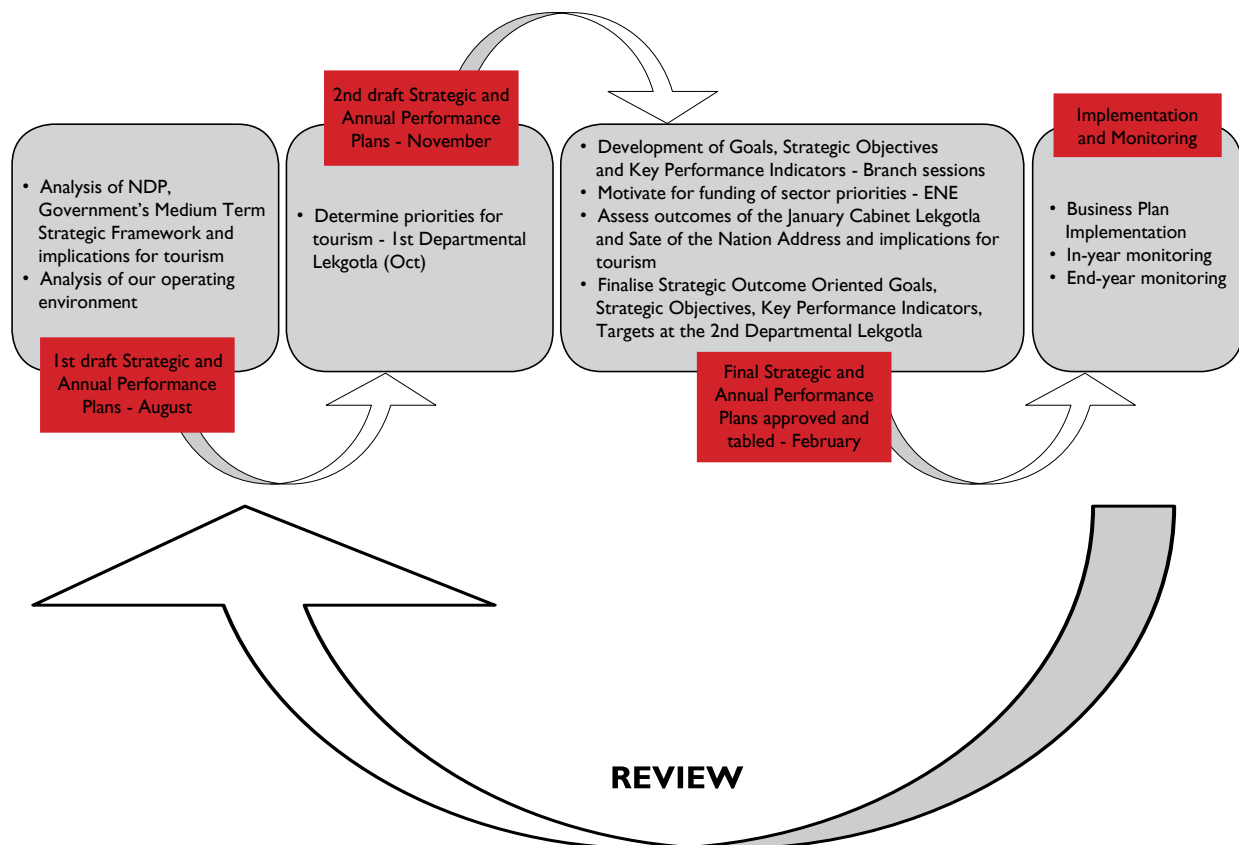 • Analysis of NDP,
Government's Medium Term
Strategic Framework and
implications for tourism
• Analysis of our operating
environment
1st draft Strategic and
Annual Performance
Plans - August
2nd draft Strategic and
Annual Performance
Plans - November
• Determine priorities for
tourism - 1st Departmental
Lekgotla (Oct)
• Development of Goals, Strategic Objectives
and Key Performance Indicators - Branch sessions
• Motivate for funding of sector priorities - ENE
• Assess outcomes of the January Cabinet Lekgotla
and Sate of the Nation Address and implications for
tourism
• Finalise Strategic Outcome Oriented Goals,
Strategic Objectives, Key Performance Indicators,
Targets at the 2nd Departmental Lekgotla
Final Strategic and
Annual Performance
Plans approved and
tabled - February
Implementation
and Monitoring
• Business Plan
Implementation
• In-year monitoring
• End-year monitoring
REVIEW